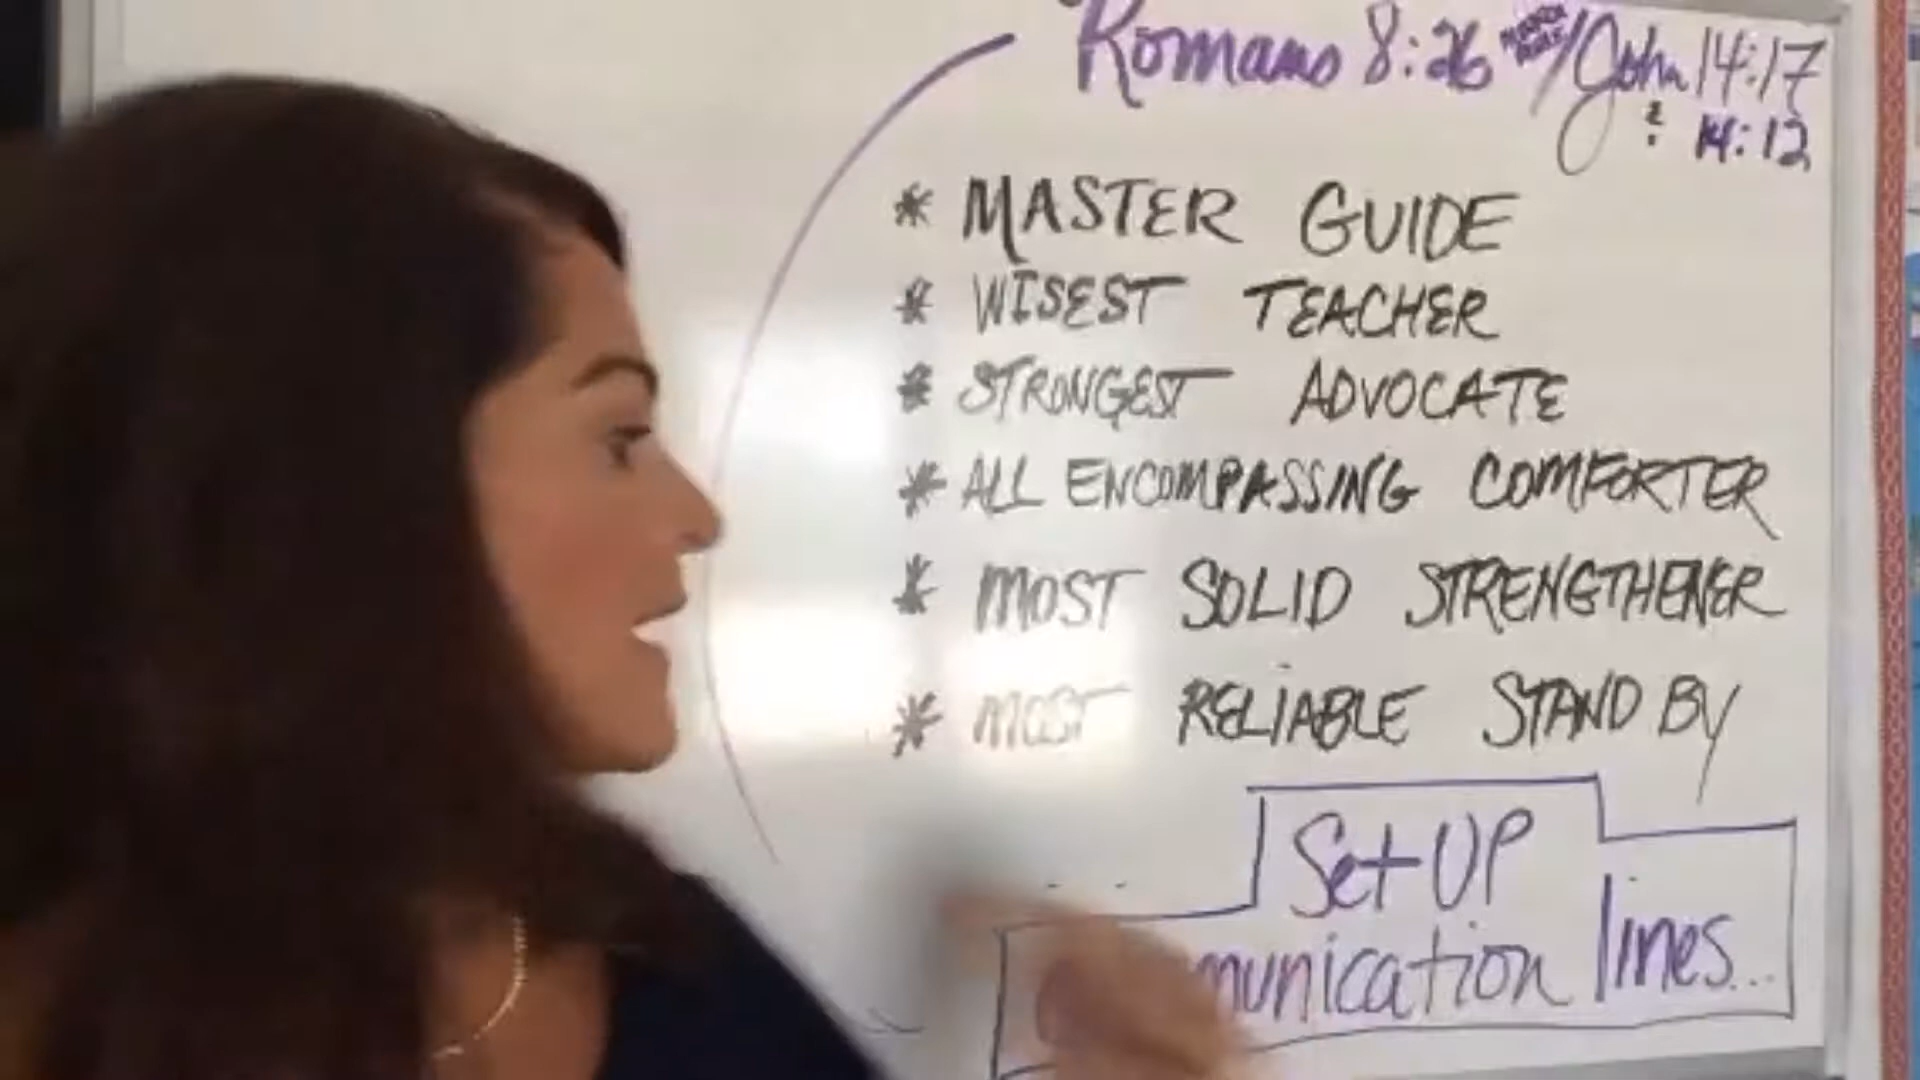 Romans 8:26 / John 14:17
& 14:12
* MASTER GUIDE
* WISEST TEACHER
* STRONGEST ADVOCATE
* ALL ENCOMPASSING COMFORTER
* MOST SOLID STRENGTHENER
* MOST RELIABLE STAND BY
Set UP
munication lines...